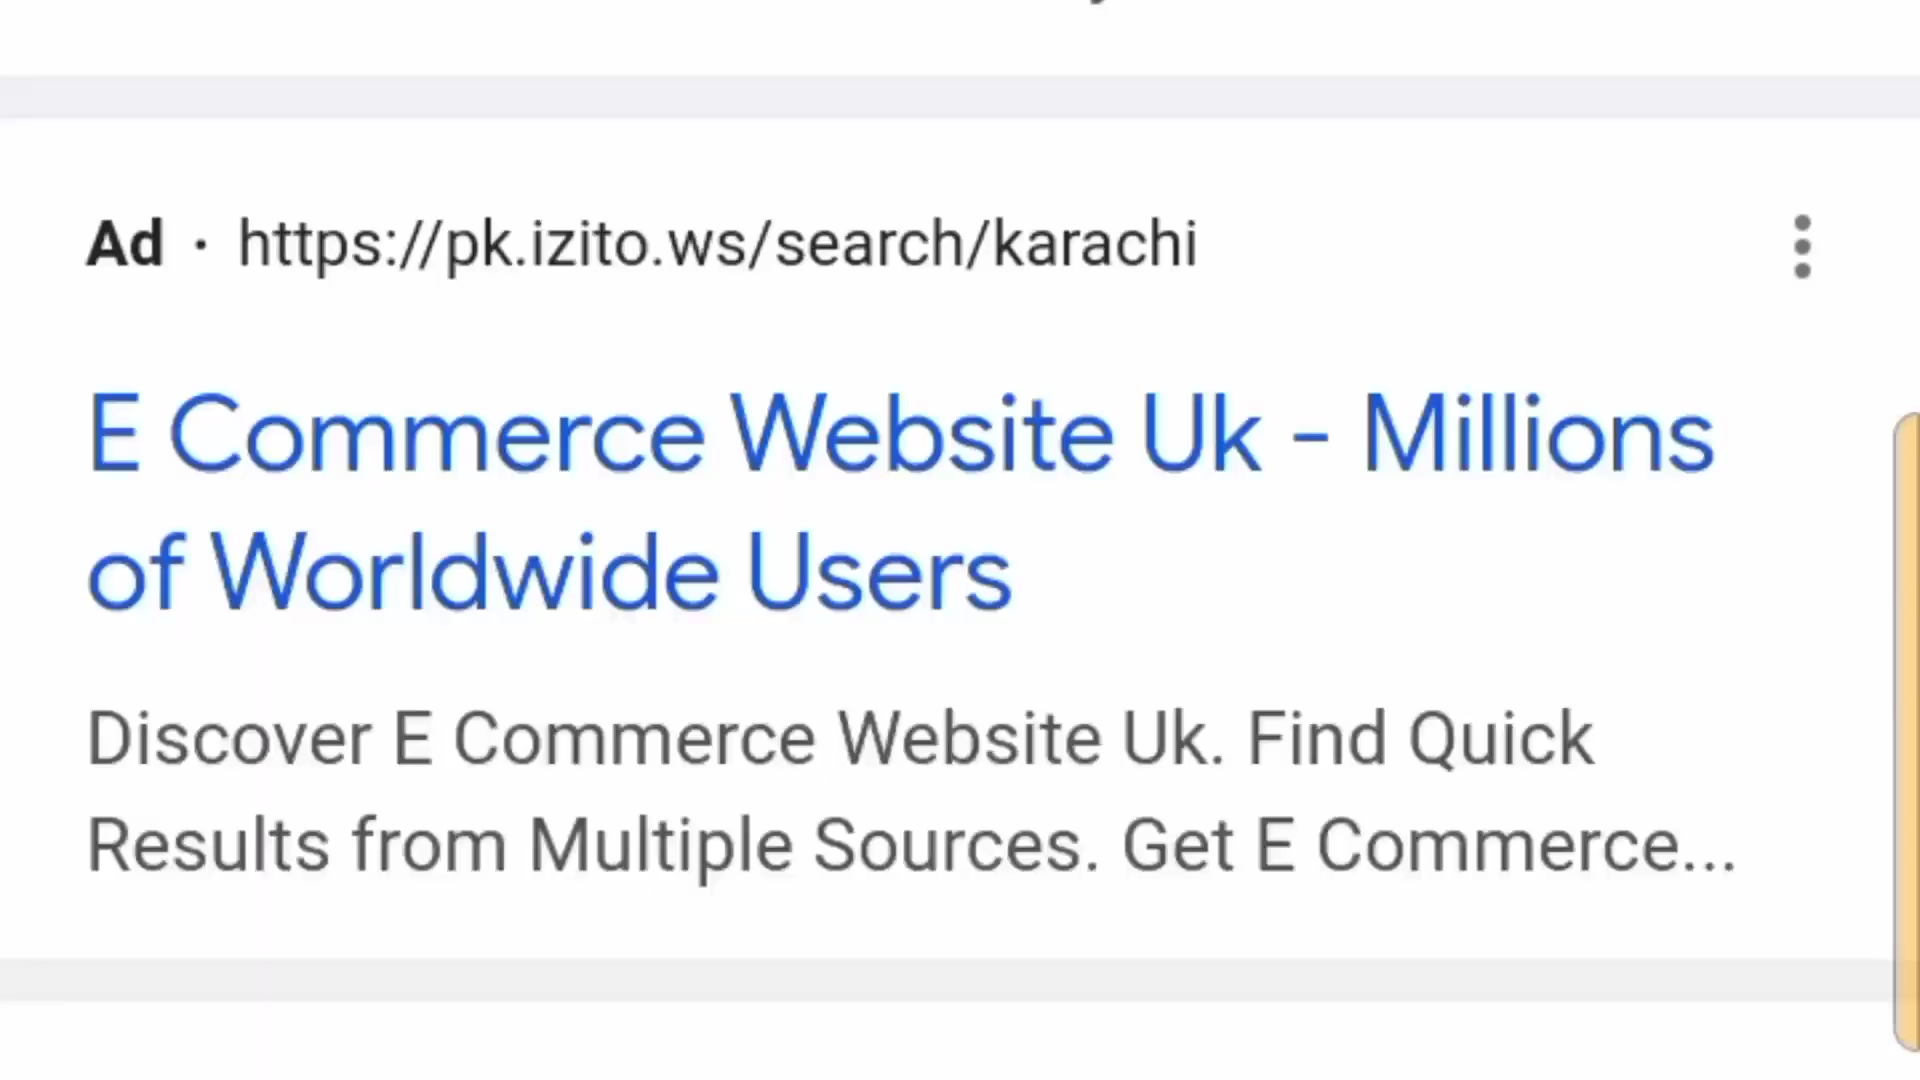 Ad · https://pk.izito.ws/search/karachi
E Commerce Website Uk - Millions
of Worldwide Users
Discover E Commerce Website Uk. Find Quick
Results from Multiple Sources. Get E Commerce...